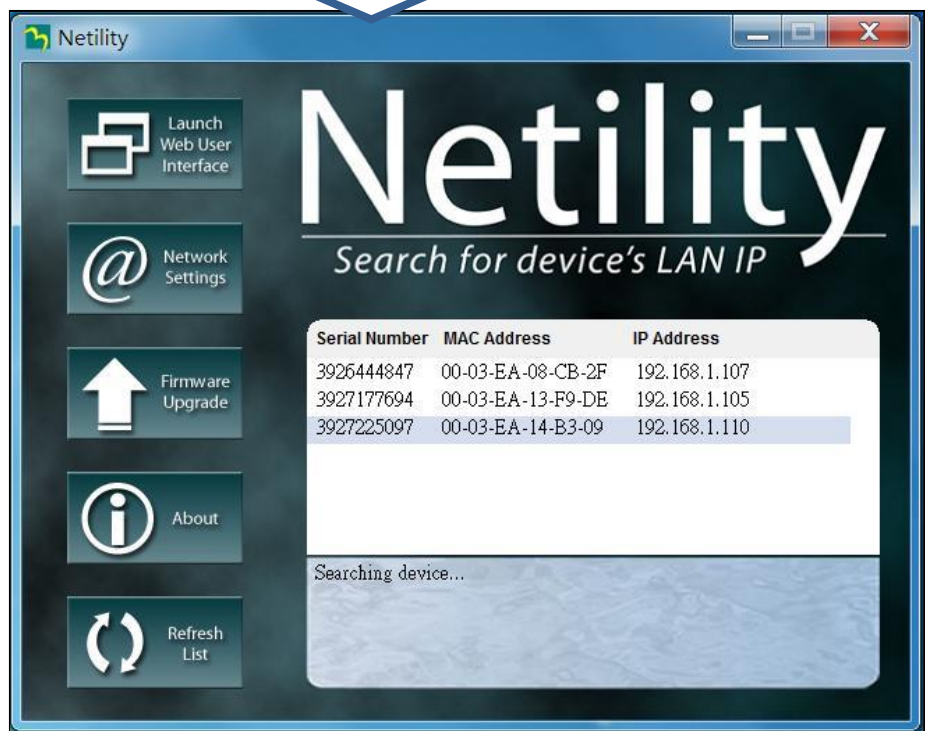 Netility
Launch
Web User
Interface
Network
Settings
Firmware
Upgrade
About
Refresh
List
Netility
Search for device's LAN IP
Serial Number MAC Address IP Address
3926444847 00-03-EA-08-CB-2F 192.168.1.107
3927177694 00-03-EA-13-F9-DE 192.168.1.105
3927225097 00-03-EA-14-B3-09 192.168.1.110
Searching device...